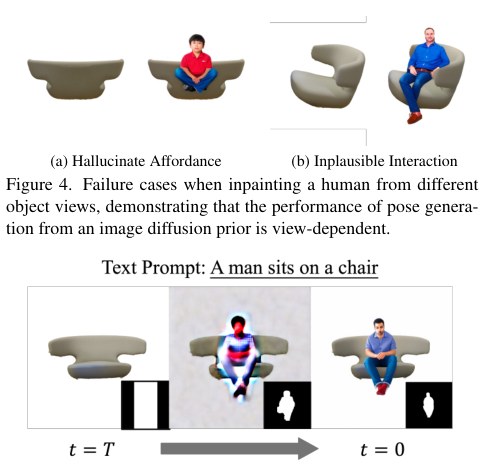 (a) Hallucinate Affordance
(b) Inplausible Interaction
Figure 4. Failure cases when inpainting a human from different
object views, demonstrating that the performance of pose genera-
tion from an image diffusion prior is view-dependent.
Text Prompt: A man sits on a chair
t = T
t = 0